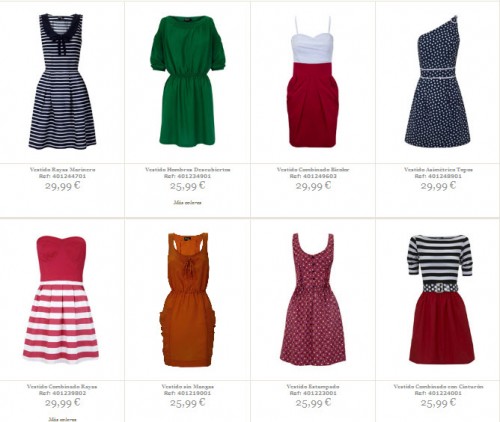 Vestido Rayas Marinero
Ref: 401244701
29,99 €
Vestido Hombros Descubiertos
Ref: 401234901
25,99 €
Más colores
Vestido Combinado Bicolor
Ref: 401249603
29,99 €
Vestido Asimétrico Topos
Ref: 401248901
29,99 €
Vestido Combinado Rayas
Ref: 401239802
29,99 €
Más colores
Vestido sin Mangas
Ref: 401219001
25,99 €
Vestido Estampado
Ref: 401223001
25,99 €
Vestido Combinado con Cinturón
Ref: 401224001
25,99 €